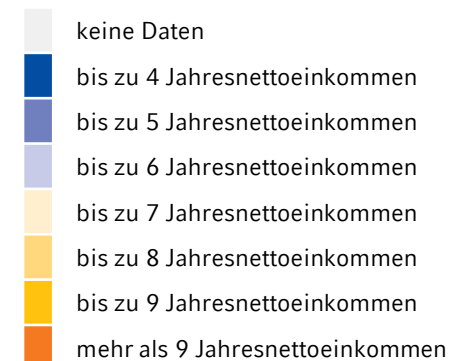 keine Daten
bis zu 4 Jahresnettoeinkommen
bis zu 5 Jahresnettoeinkommen
bis zu 6 Jahresnettoeinkommen
bis zu 7 Jahresnettoeinkommen
bis zu 8 Jahresnettoeinkommen
bis zu 9 Jahresnettoeinkommen
mehr als 9 Jahresnettoeinkommen